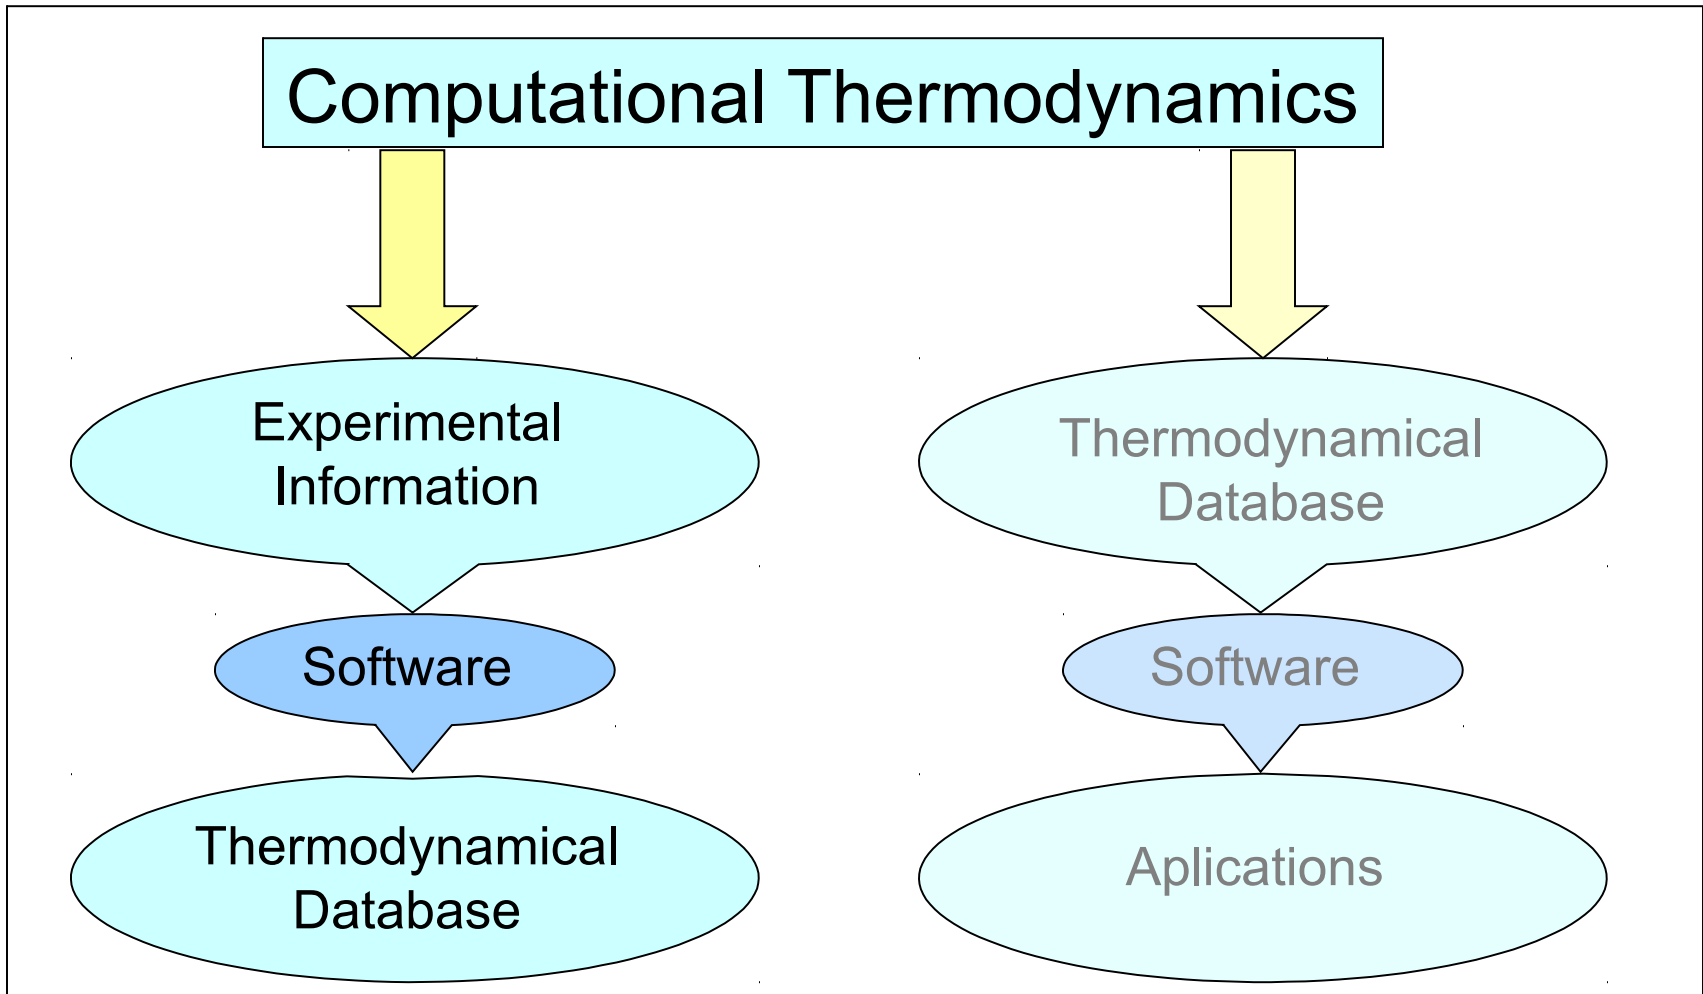 Computational Thermodynamics
Experimental
Information
Software
Thermodynamical
Database
Thermodynamical
Database
Software
Aplications